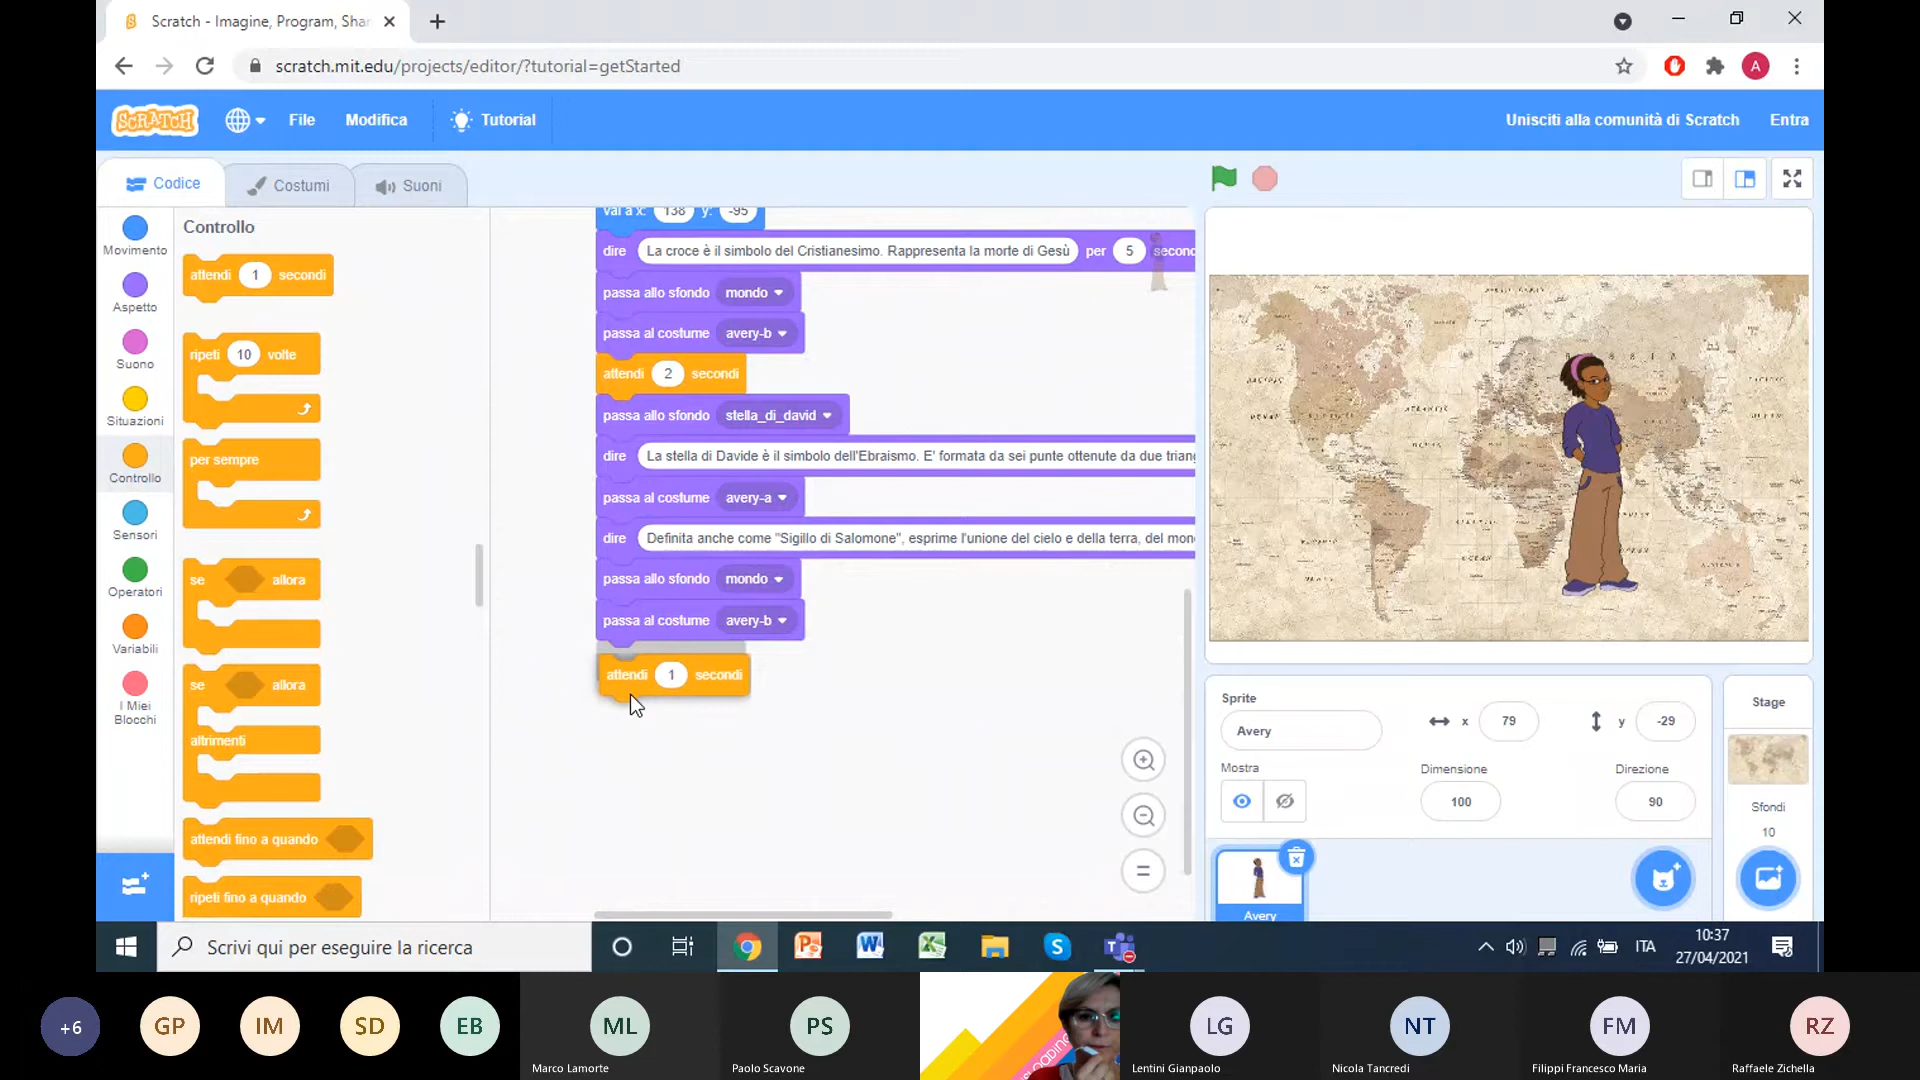 Scratch - Imagine, Program, Shar
scratch.mit.edu/projects/editor/?tutorial=getStarted
A
SCRATCH
File
Modifica
Tutorial
Unisciti alla comunità di Scratch
Entra
Codice
Costumi
Suoni
Movimento
Aspetto
Suono
Situazioni
Controllo
Sensori
Operatori
Variabili
I Miei
Blocchi
Controllo
attendi 1 secondi
ripeti 10 volte
per sempre
se allora
se allora
altrimenti
attendi fino a quando
ripeti fino a quando
vai a x: 138 y: -95
dire La croce è il simbolo del Cristianesimo. Rappresenta la morte di Gesù per 5 second
passa allo sfondo mondo
passa al costume avery-b
attendi 2 secondi
passa allo sfondo stella_di_david
dire La stella di Davide è il simbolo dell'Ebraismo. E' formata da sei punte ottenute da due triang
passa al costume avery-a
dire Definita anche come "Sigillo di Salomone", esprime l'unione del cielo e della terra, del mon
passa allo sfondo mondo
passa al costume avery-b
attendi 1 secondi
Sprite
Avery
x 79
y -29
Mostra
Dimensione
100
Direzione
90
Avery
Stage
Sfondi
10
Scrivi qui per eseguire la ricerca
ITA
10:37
27/04/2021
+6
GP
IM
SD
EB
ML
Marco Lamorte
PS
Paolo Scavone
LG
Lentini Gianpaolo
NT
Nicola Tancredi
FM
Filippi Francesco Maria
RZ
Raffaele Zichella